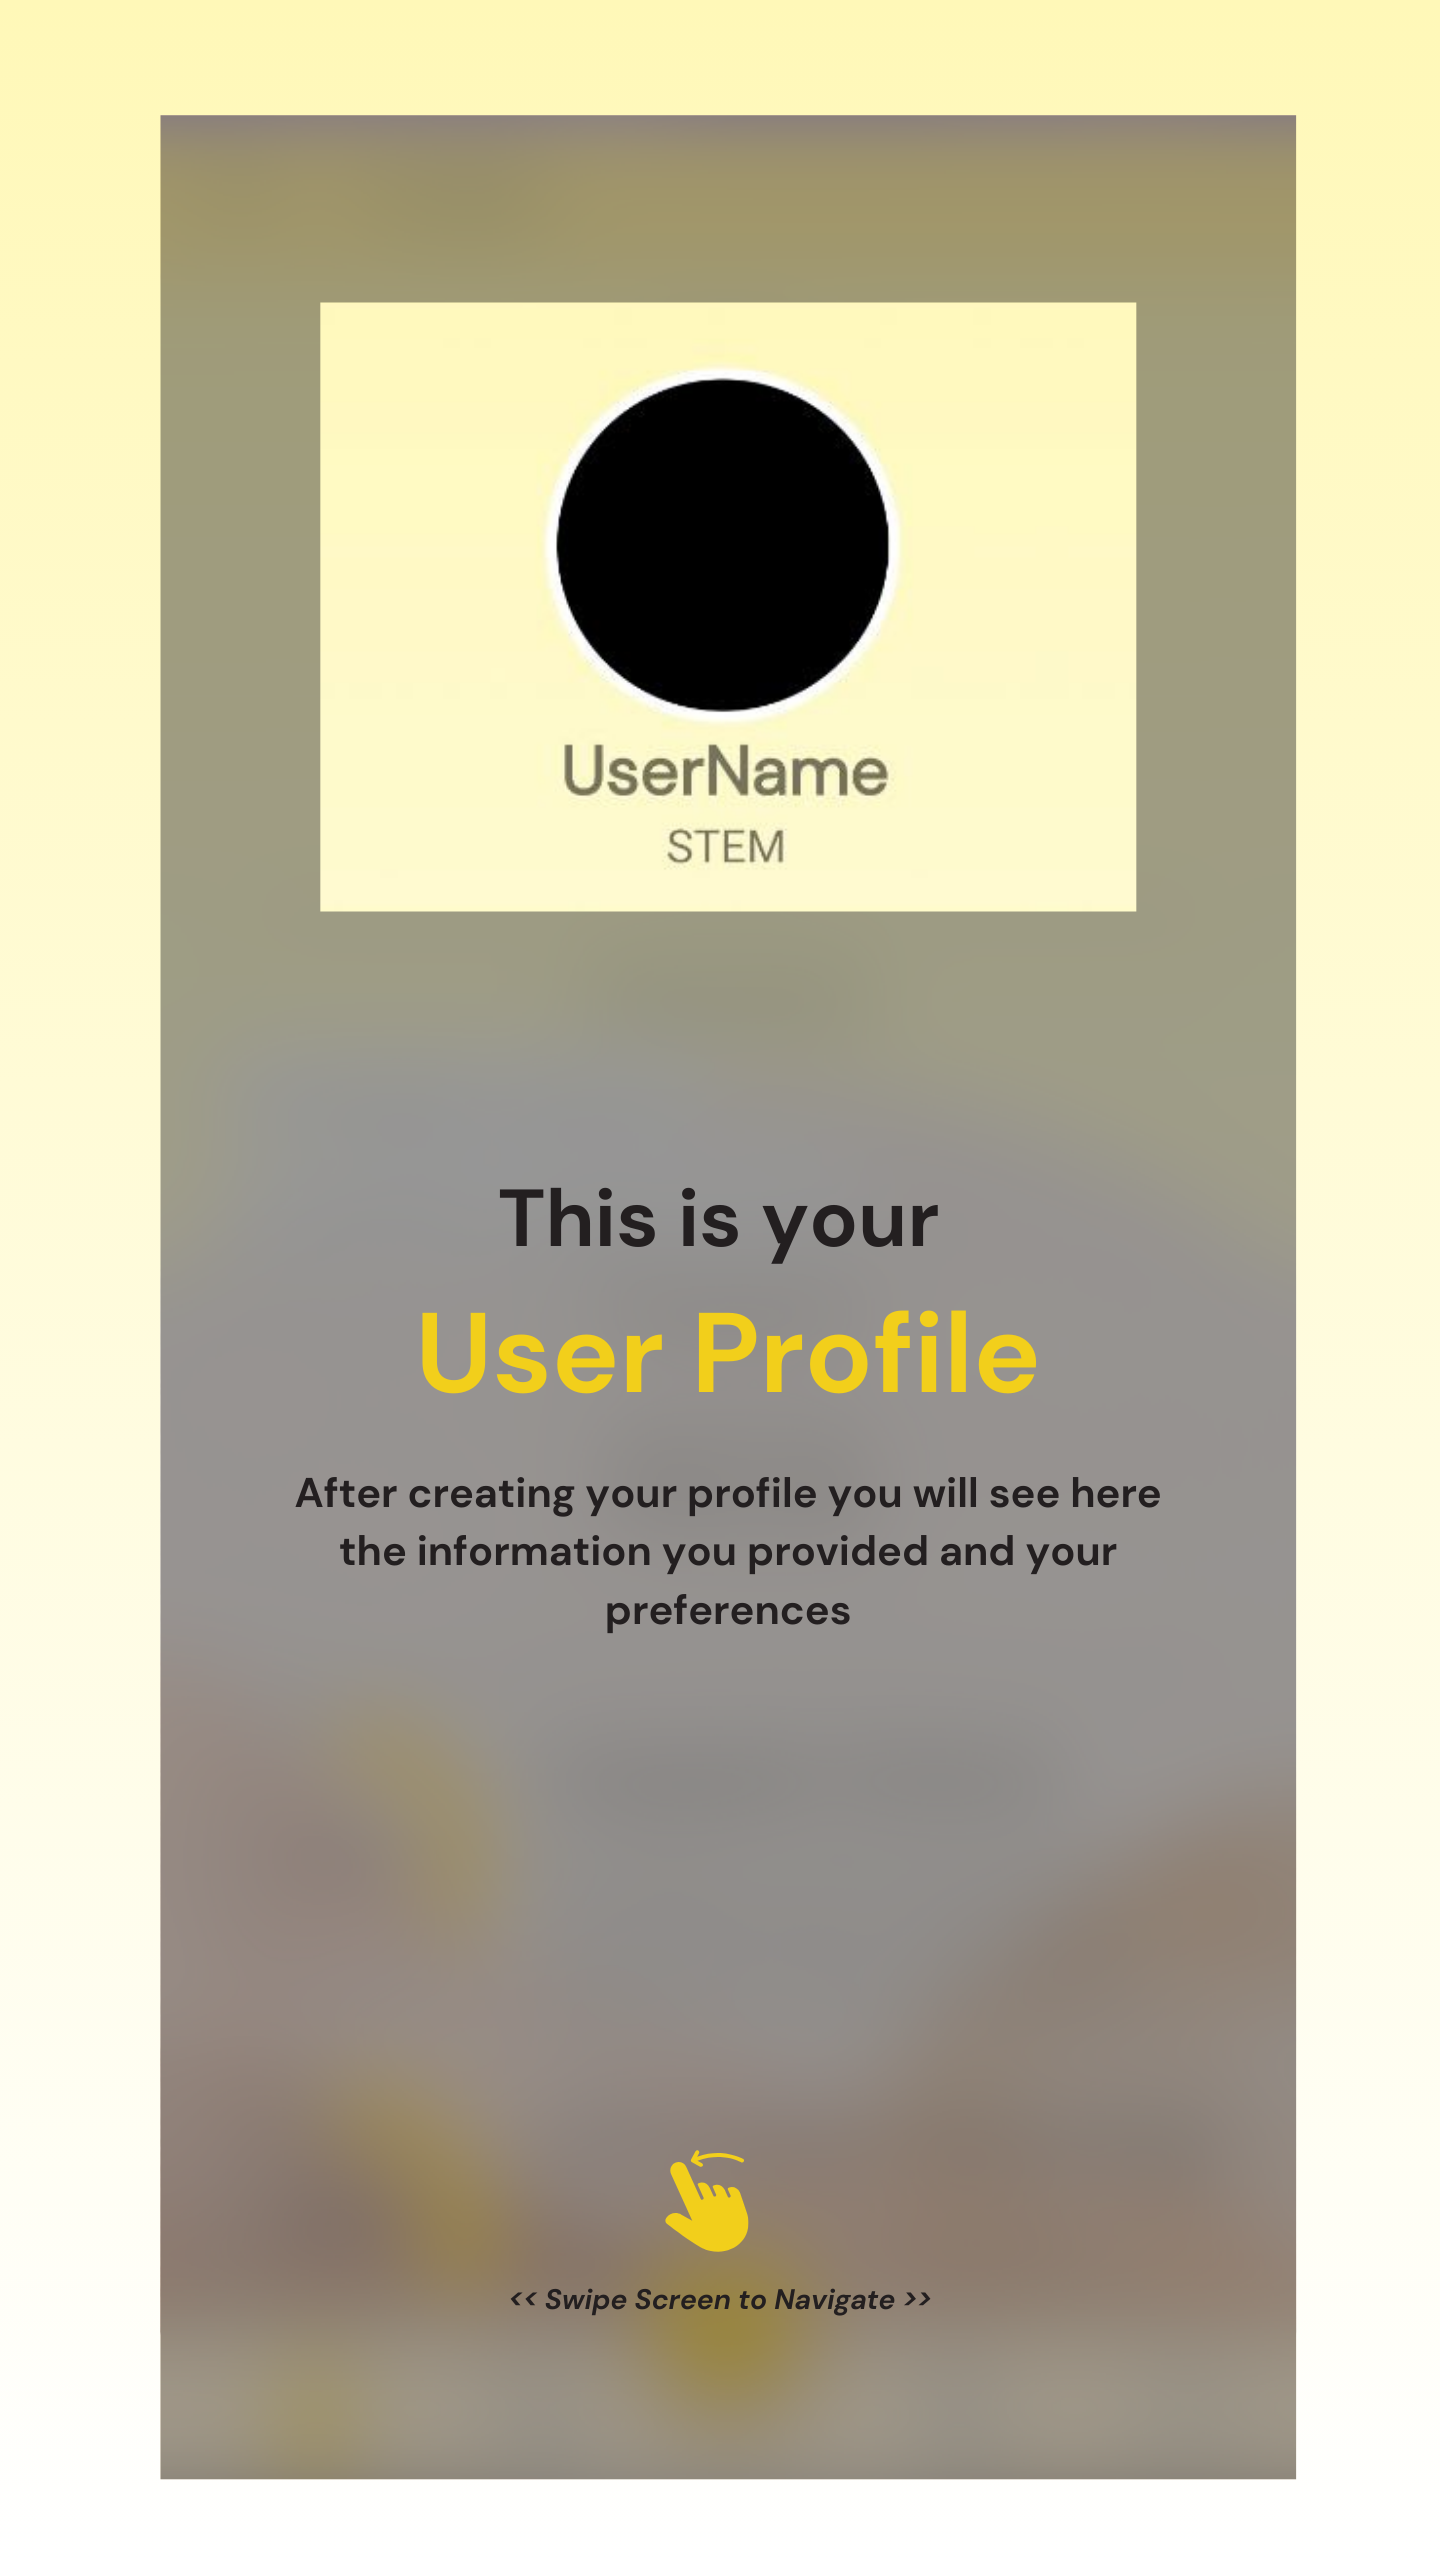 UserName
STEM
This is your
User Profile
After creating your profile you will see here
the information you provided and your
preferences
<< Swipe Screen to Navigate >>